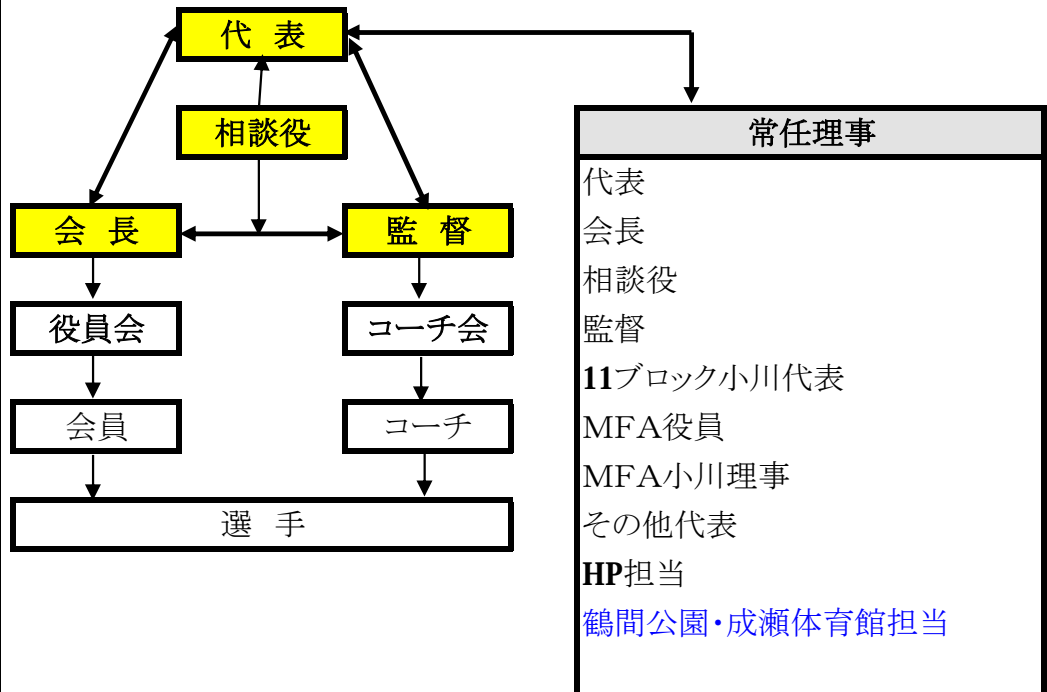 代 表
相談役
会 長
監 督
役員会
コーチ会
会員
コーチ
選 手
常任理事
代表
会長
相談役
監督
11ブロック小川代表
MFA役員
MFA小川理事
その他代表
HP担当
鶴間公園・成瀬体育館担当